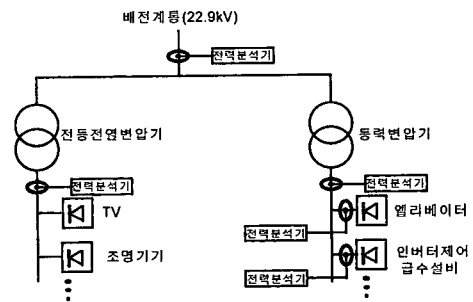 배전계통(22.9kV)
전력분석기
전등전열변압기
동력변압기
전력분석기
전력분석기
TV
엘리베이터
전력분석기
조명기기
인버터제어
급수설비
전력분석기